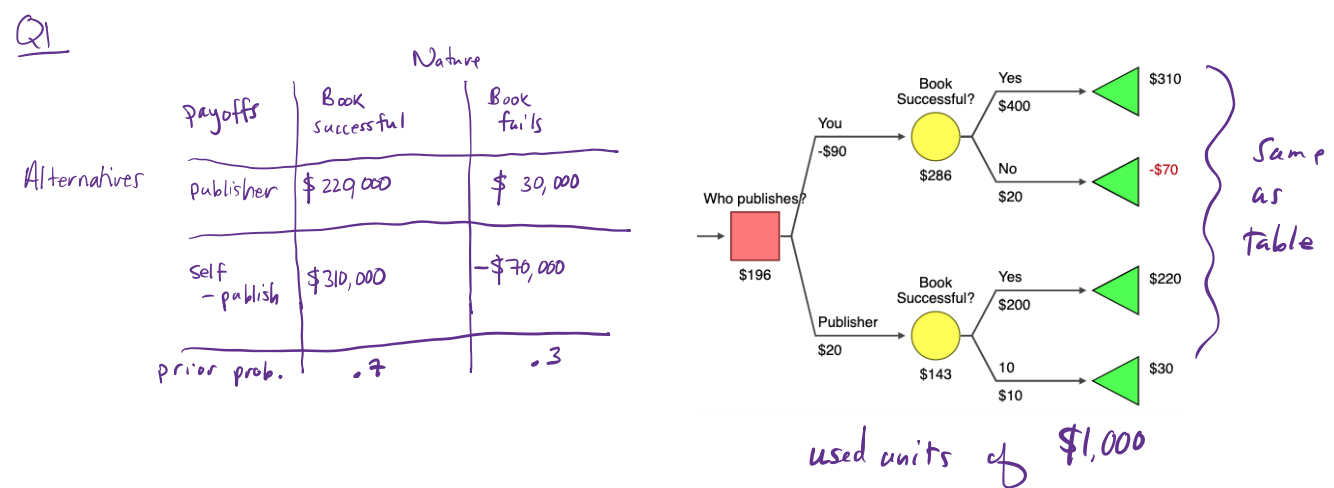 Q1
Nature
Payoffs
Book successful
Book fails
Alternatives
publisher
$ 220,000
$ 30,000
self
-publish
$310,000
-$70,000
prior prob.
.7
.3
Who publishes?
$196
You
-$90
Book
Successful?
$286
Yes
$400
$310
No
$20
-$70
Publisher
$20
Book
Successful?
$143
Yes
$200
$220
10
$10
$30
Same
as
table
used units of $1,000